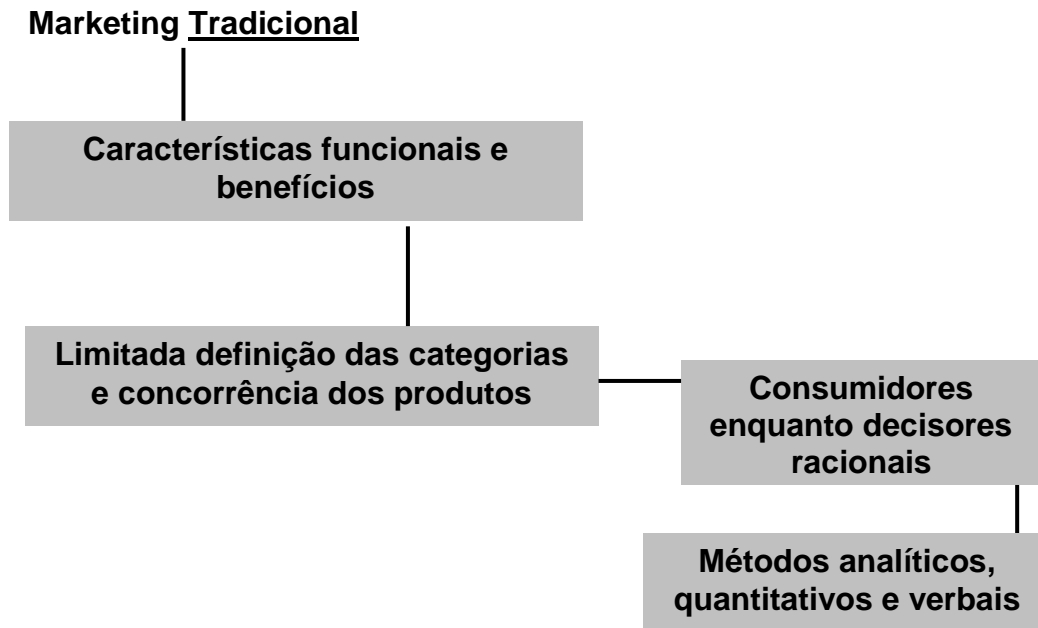 Marketing Tradicional
Características funcionais e
benefícios
Limitada definição das categorias
e concorrência dos produtos
Consumidores
enquanto decisores
racionais
Métodos analíticos,
quantitativos e verbais